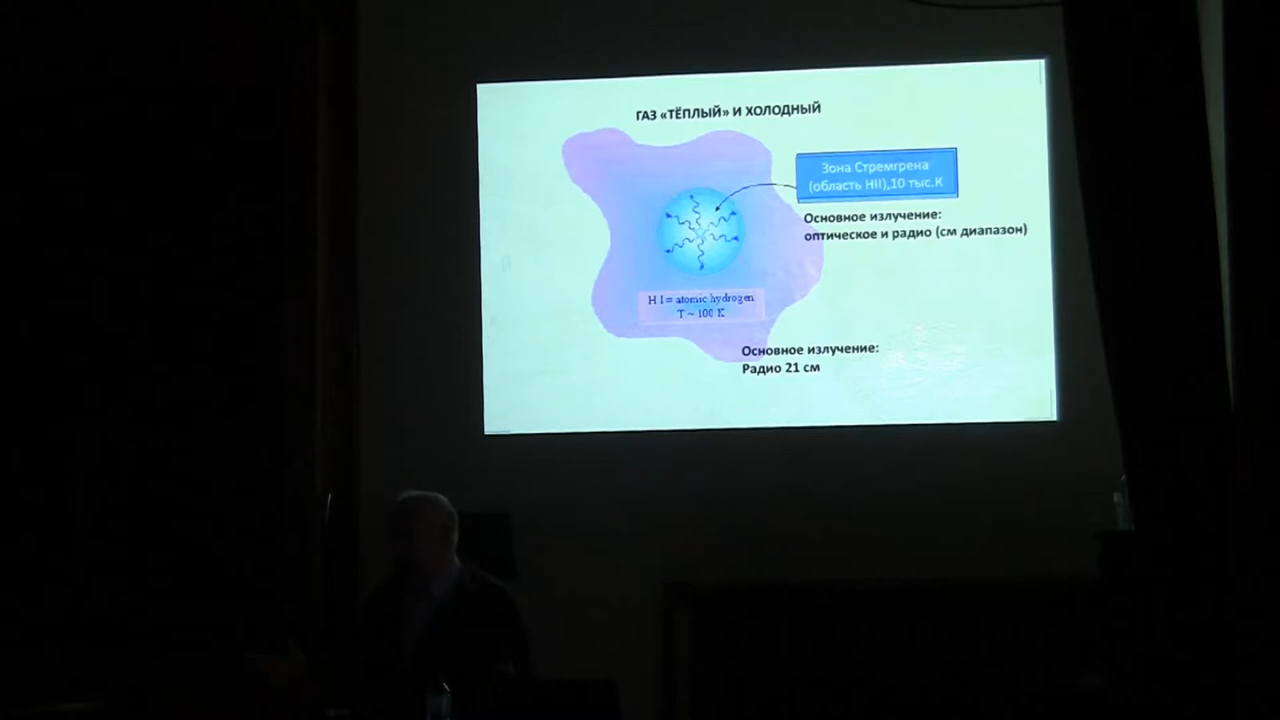 ГАЗ «ТЁПЛЫЙ» И ХОЛОДНЫЙ
Зона Стремгрена
(область HII),10 тыс.К
Основное излучение:
оптическое и радио (см диапазон)
H I = atomic hydrogen
T ~ 100 K
Основное излучение:
Радио 21 см